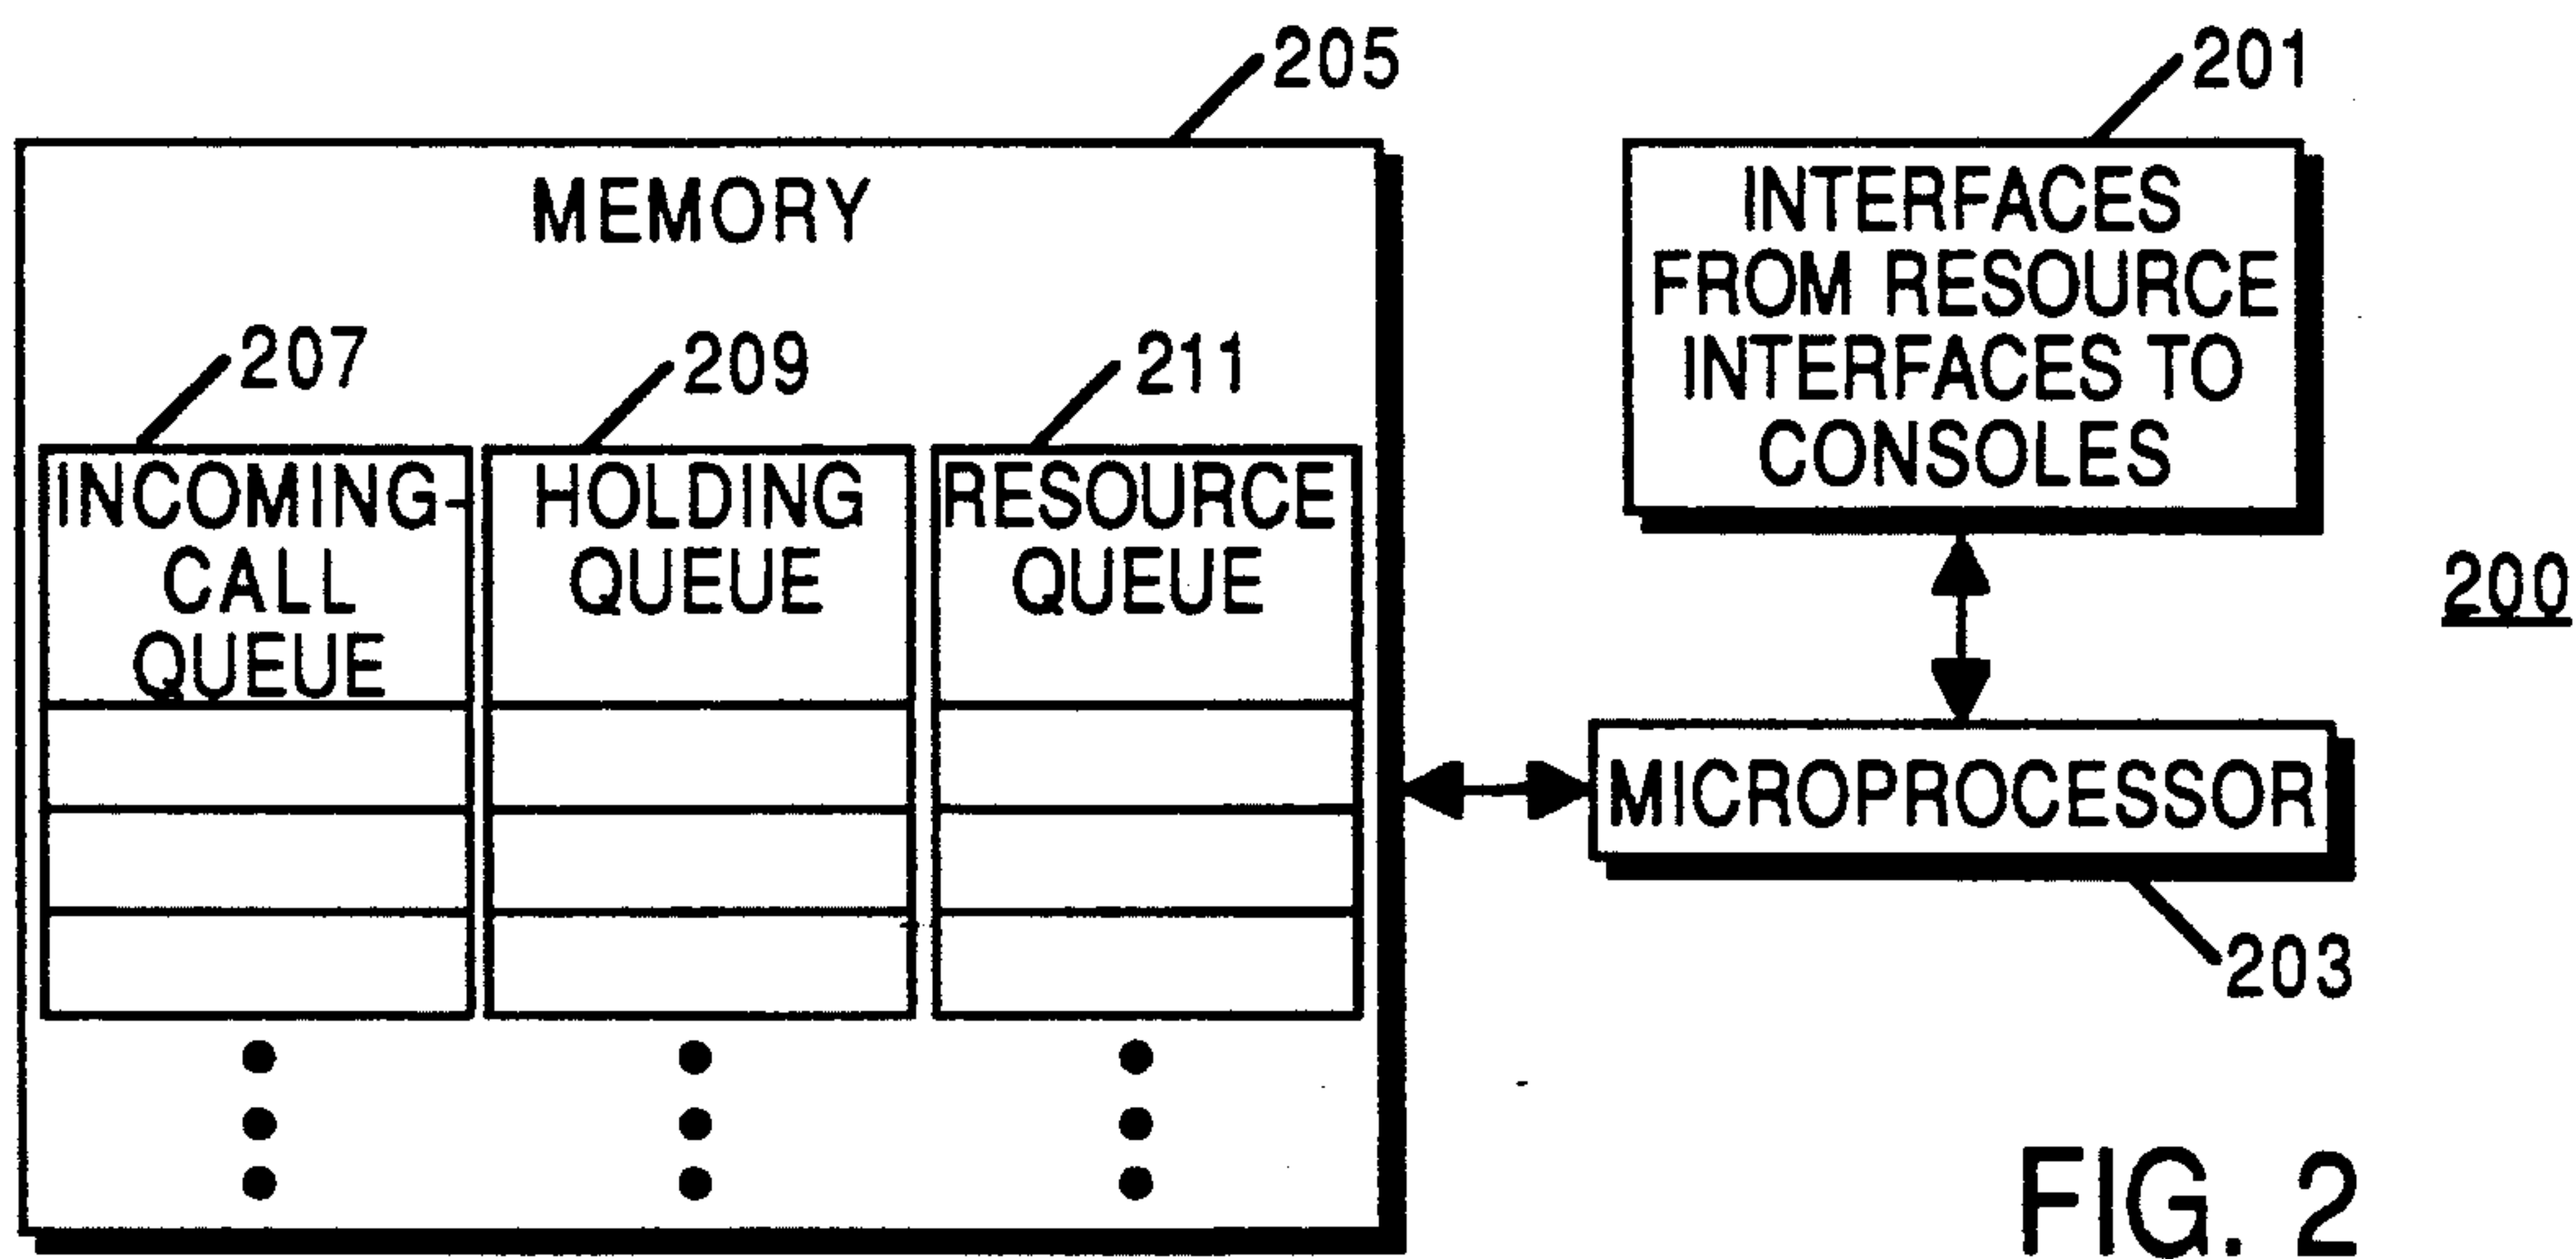 205
201
MEMORY
INTERFACES
FROM RESOURCE
INTERFACES TO
CONSOLES
207
209
211
INCOMING-
CALL
QUEUE
HOLDING
QUEUE
RESOURCE
QUEUE
200
MICROPROCESSOR
203
FIG. 2